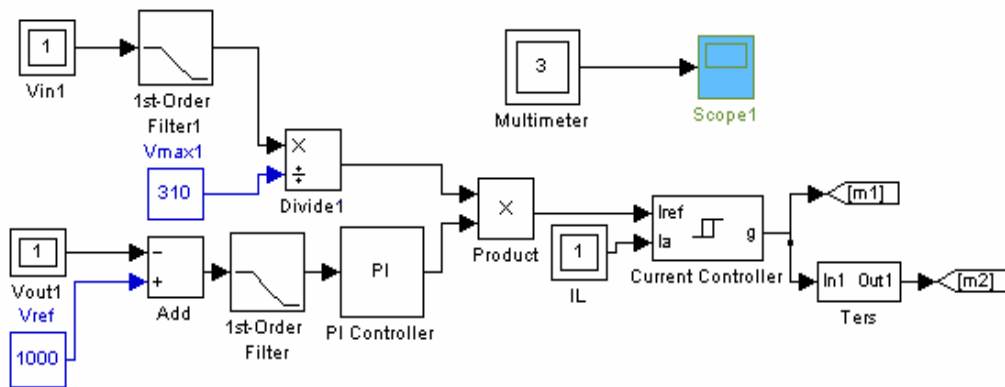 1
Vin1
1st-Order
Filter1
3
Multimeter
Scope1
Vmax1
310
×
÷
Divide1
×
Product
Iref
Ia
g
Current Controller
[m1]
1
IL
In1 Out1
Ters
[m2]
1
Vout1
Vref
1000
−
+
Add
1st-Order
Filter
PI
PI Controller